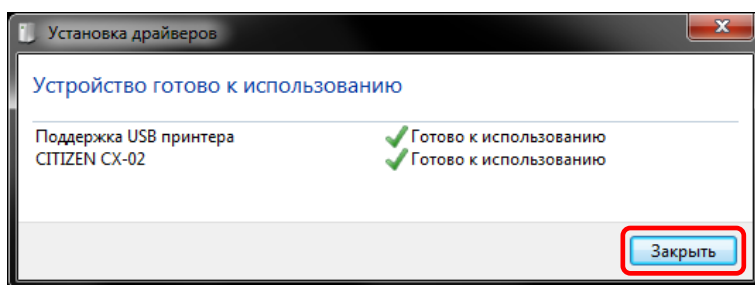 Установка драйверов
Устройство готово к использованию
Поддержка USB принтера Готово к использованию
CITIZEN CX-02 Готово к использованию
Закрыть